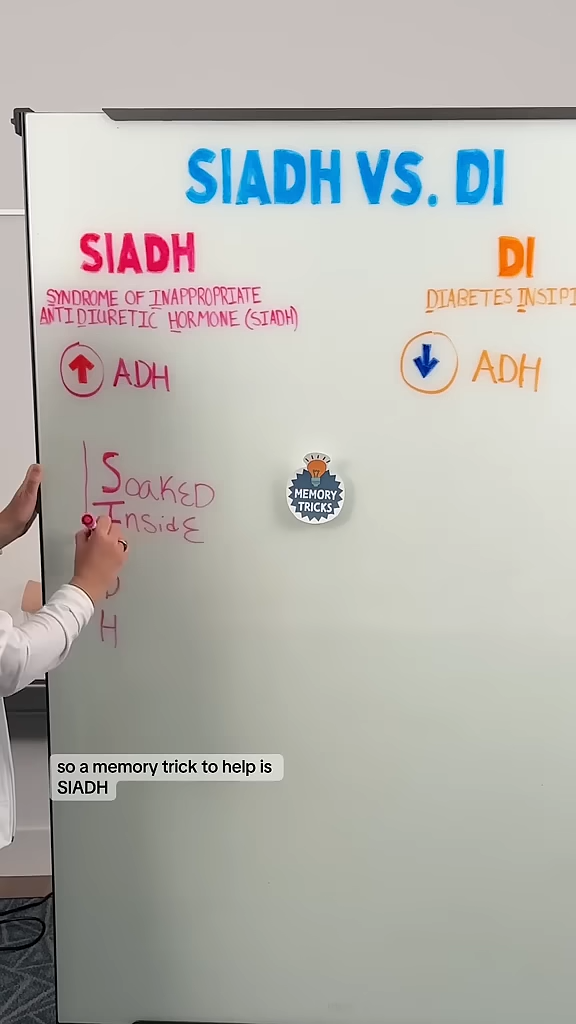 SIADH VS. DI
SIADH
SYNDROME OF INAPPROPRIATE
ANTIDIURETIC HORMONE (SIADH)
ADH
DI
DIABETES INSIPI
ADH
SOAKED
INSIDE
D
H
MEMORY
TRICKS
so a memory trick to help is
SIADH